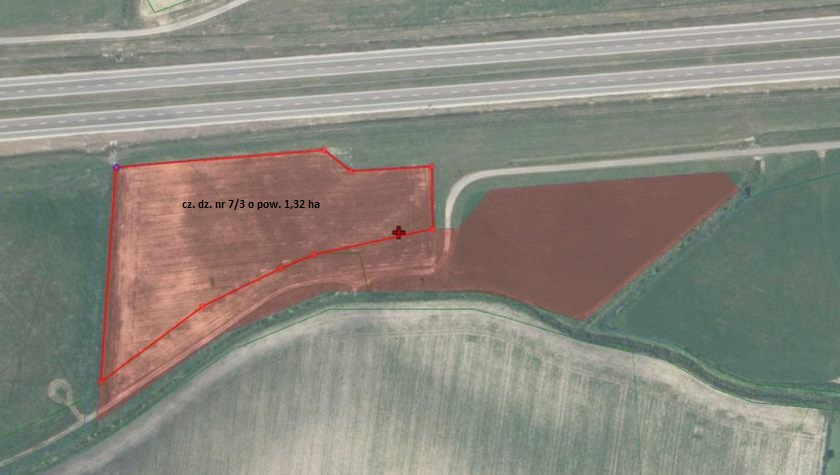 cz. dz. nr 7/3 o pow. 1,32 ha